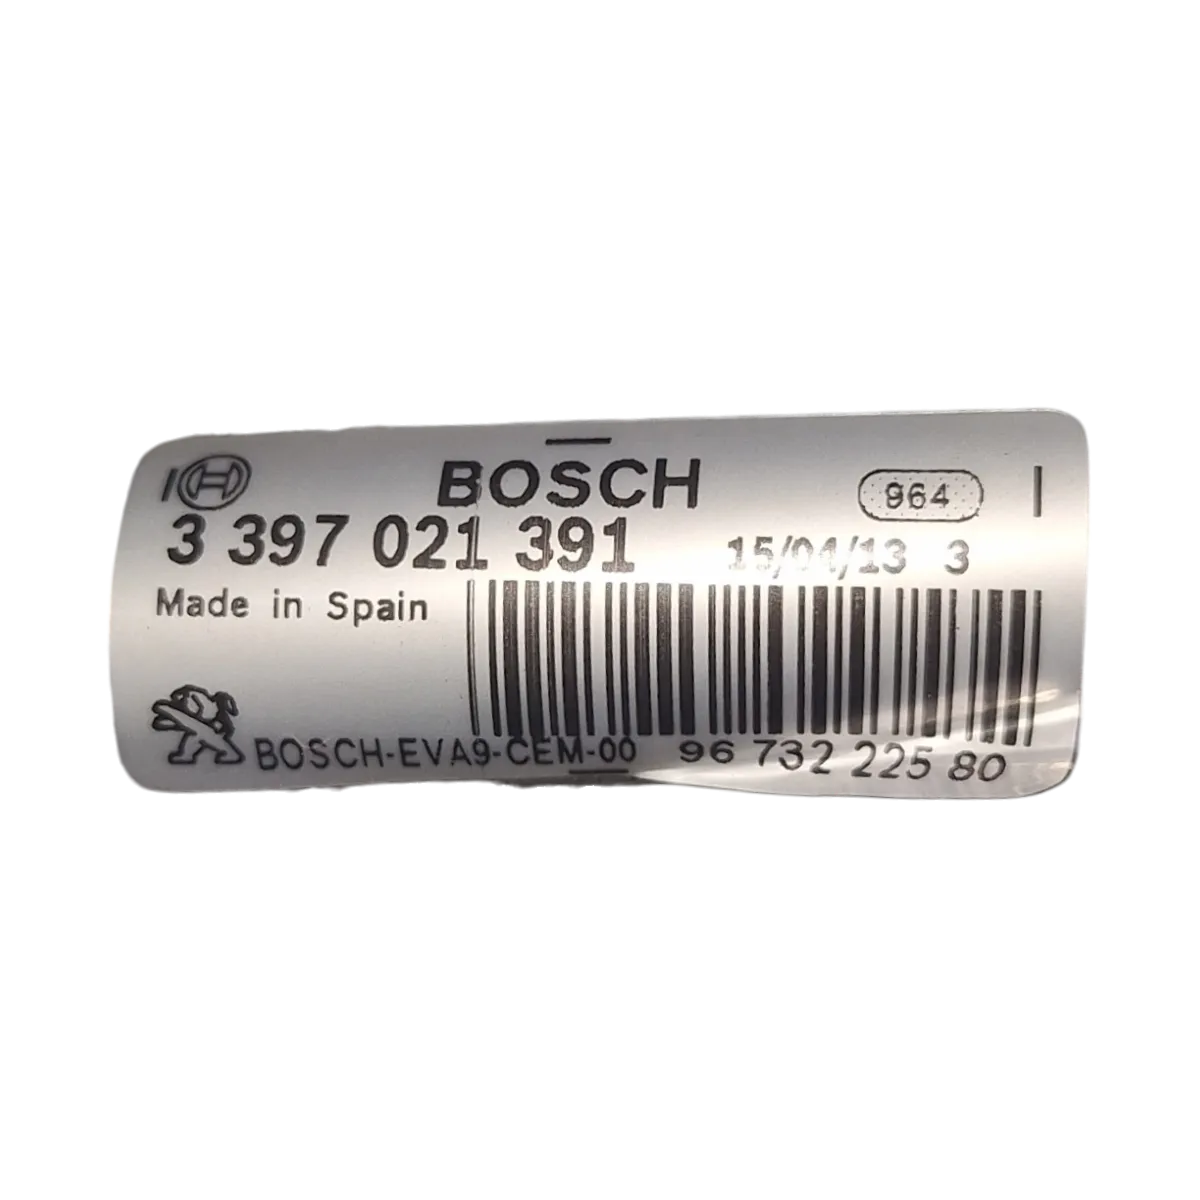 BOSCH
964
3 397 021 391
15/04/13 3
Made in Spain
BOSCH-EVA9-CEM-00 96 732 225 80